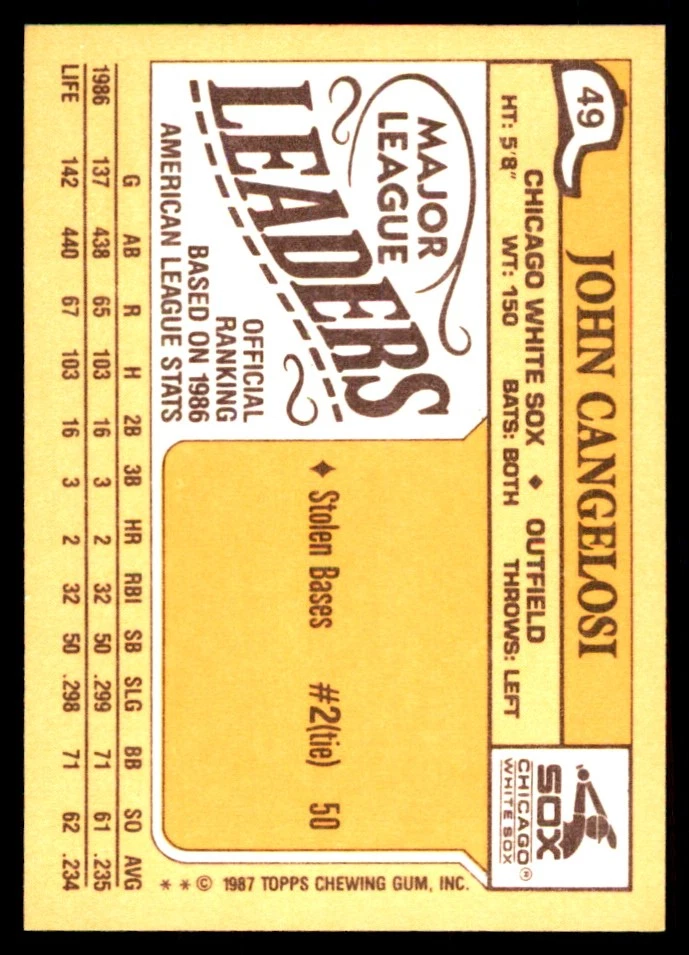 49
JOHN CANGELOSI
CHICAGO WHITE SOX ♦ OUTFIELD
HT: 5'8" WT: 150 BATS: BOTH THROWS: LEFT
SOX
CHICAGO®
WHITE SOX
MAJOR
LEAGUE
LEADERS
OFFICIAL
RANKING
BASED ON 1986
AMERICAN LEAGUE STATS
✦ Stolen Bases #2(tie) 50
* * © 1987 TOPPS CHEWING GUM, INC.
G AB R H 2B 3B HR RBI SB SLG BB SO AVG
1986 137 438 65 103 16 3 2 32 50 .299 71 61 .235
LIFE 142 440 67 103 16 3 2 32 50 .298 71 62 .234